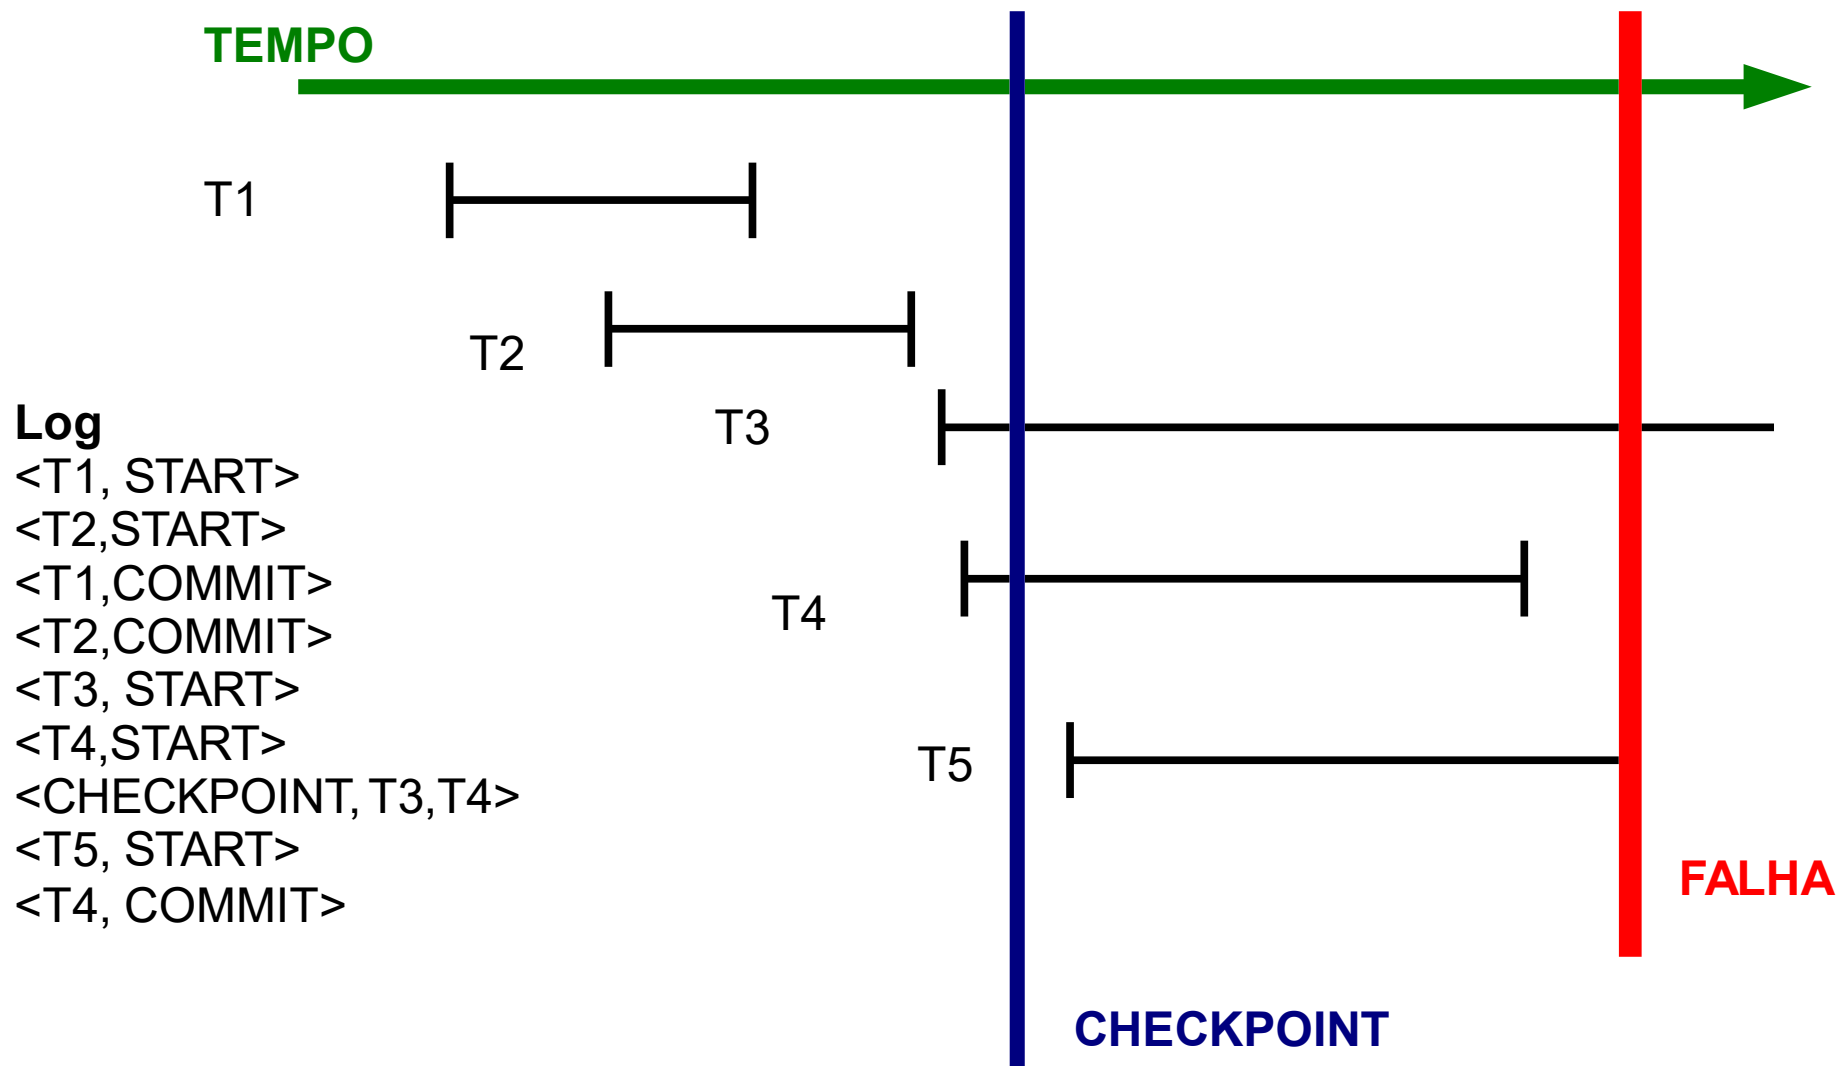 TEMPO
T1
T2
T3
Log
<T1, START>
<T2,START>
<T1,COMMIT>
<T2,COMMIT>
<T3, START>
<T4,START>
<CHECKPOINT, T3,T4>
<T5, START>
<T4, COMMIT>
T4
T5
FALHA
CHECKPOINT